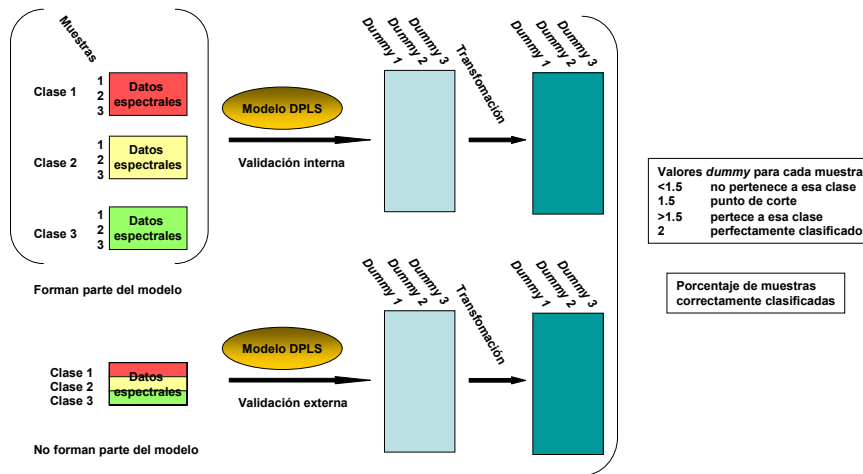 Muestras
Clase 1
1
2
3
Datos
espectrales
Clase 2
1
2
3
Datos
espectrales
Clase 3
1
2
3
Datos
espectrales
Forman parte del modelo
Modelo DPLS
Validación interna
Dummy 1
Dummy 2
Dummy 3
Transfomación
Dummy 1
Dummy 2
Dummy 3
Clase 1
Clase 2
Clase 3
Datos
espectrales
No forman parte del modelo
Modelo DPLS
Validación externa
Dummy 1
Dummy 2
Dummy 3
Transfomación
Dummy 1
Dummy 2
Dummy 3
Valores dummy para cada muestra
<1.5 no pertenece a esa clase
1.5 punto de corte
>1.5 pertece a esa clase
2 perfectamente clasificado
Porcentaje de muestras
correctamente clasificadas